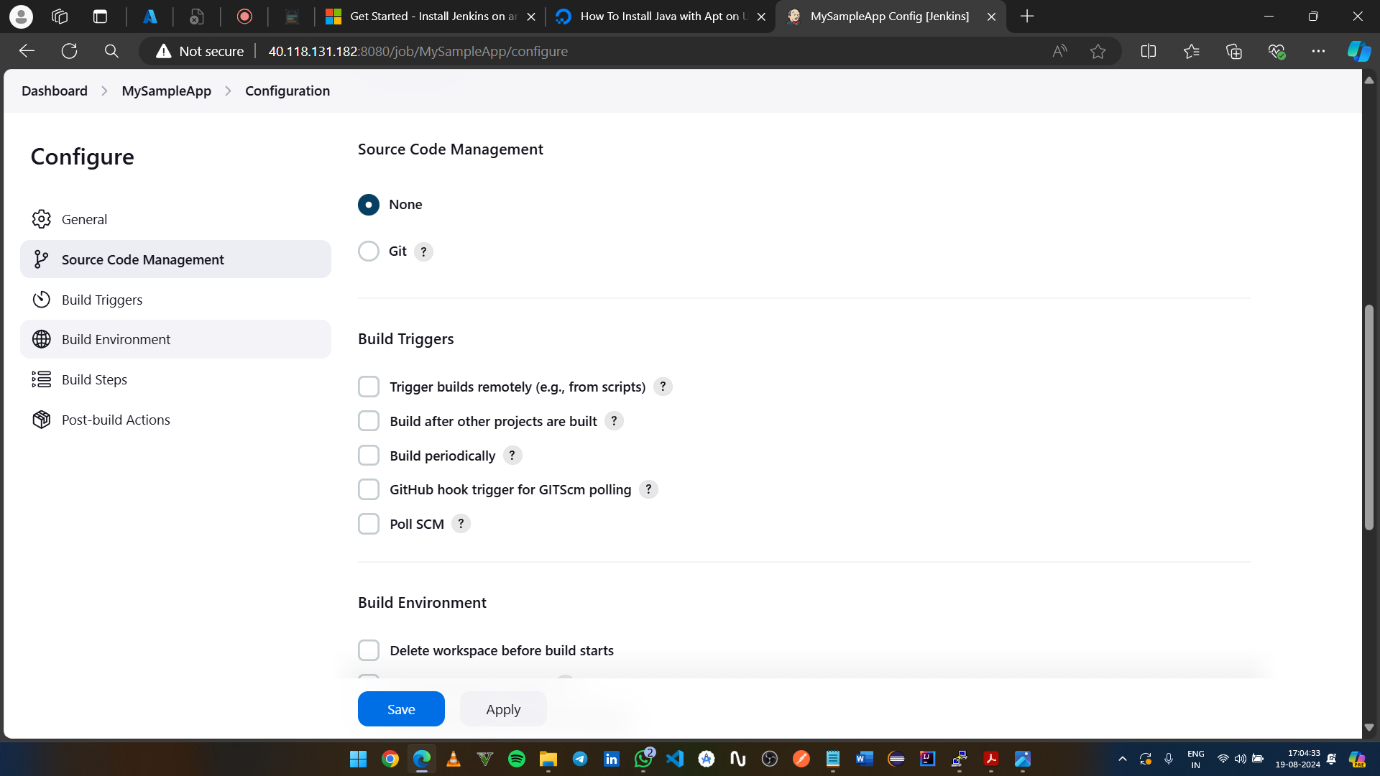 Get Started - Install Jenkins on an
How To Install Java with Apt on U
MySampleApp Config [Jenkins]
Not secure
40.118.131.182:8080/job/MySampleApp/configure
Dashboard > MySampleApp > Configuration
Configure
General
Source Code Management
Build Triggers
Build Environment
Build Steps
Post-build Actions
Source Code Management
None
Git ?
Build Triggers
Trigger builds remotely (e.g., from scripts) ?
Build after other projects are built ?
Build periodically ?
GitHub hook trigger for GITScm polling ?
Poll SCM ?
Build Environment
Delete workspace before build starts
Save
Apply
2
ENG
IN
17:04:33
19-08-2024